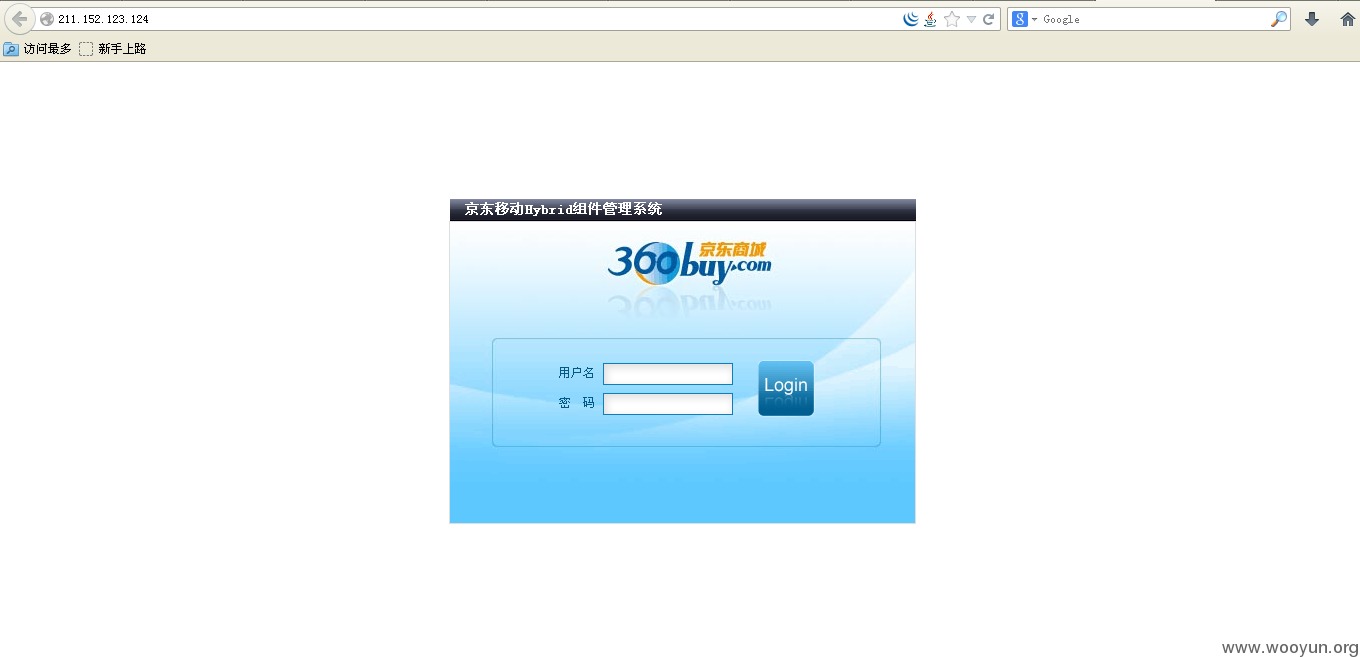 211.152.123.124
Google
访问最多 新手上路
京东移动Hybrid组件管理系统
京东商城
360buy.com
用户名
密 码
Login
www.wooyun.org